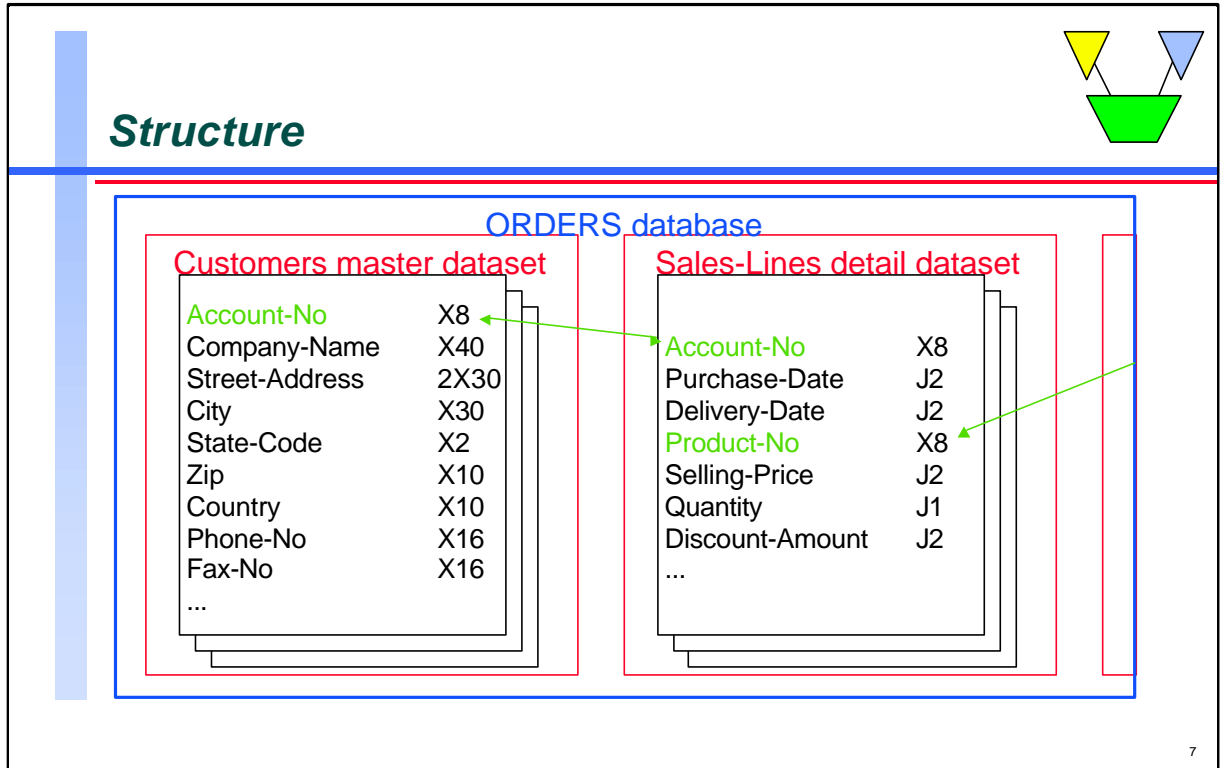 Structure
ORDERS database
Customers master dataset
Account-No X8
Company-Name X40
Street-Address 2X30
City X30
State-Code X2
Zip X10
Country X10
Phone-No X16
Fax-No X16
...
Sales-Lines detail dataset
Account-No X8
Purchase-Date J2
Delivery-Date J2
Product-No X8
Selling-Price J2
Quantity J1
Discount-Amount J2
...
7